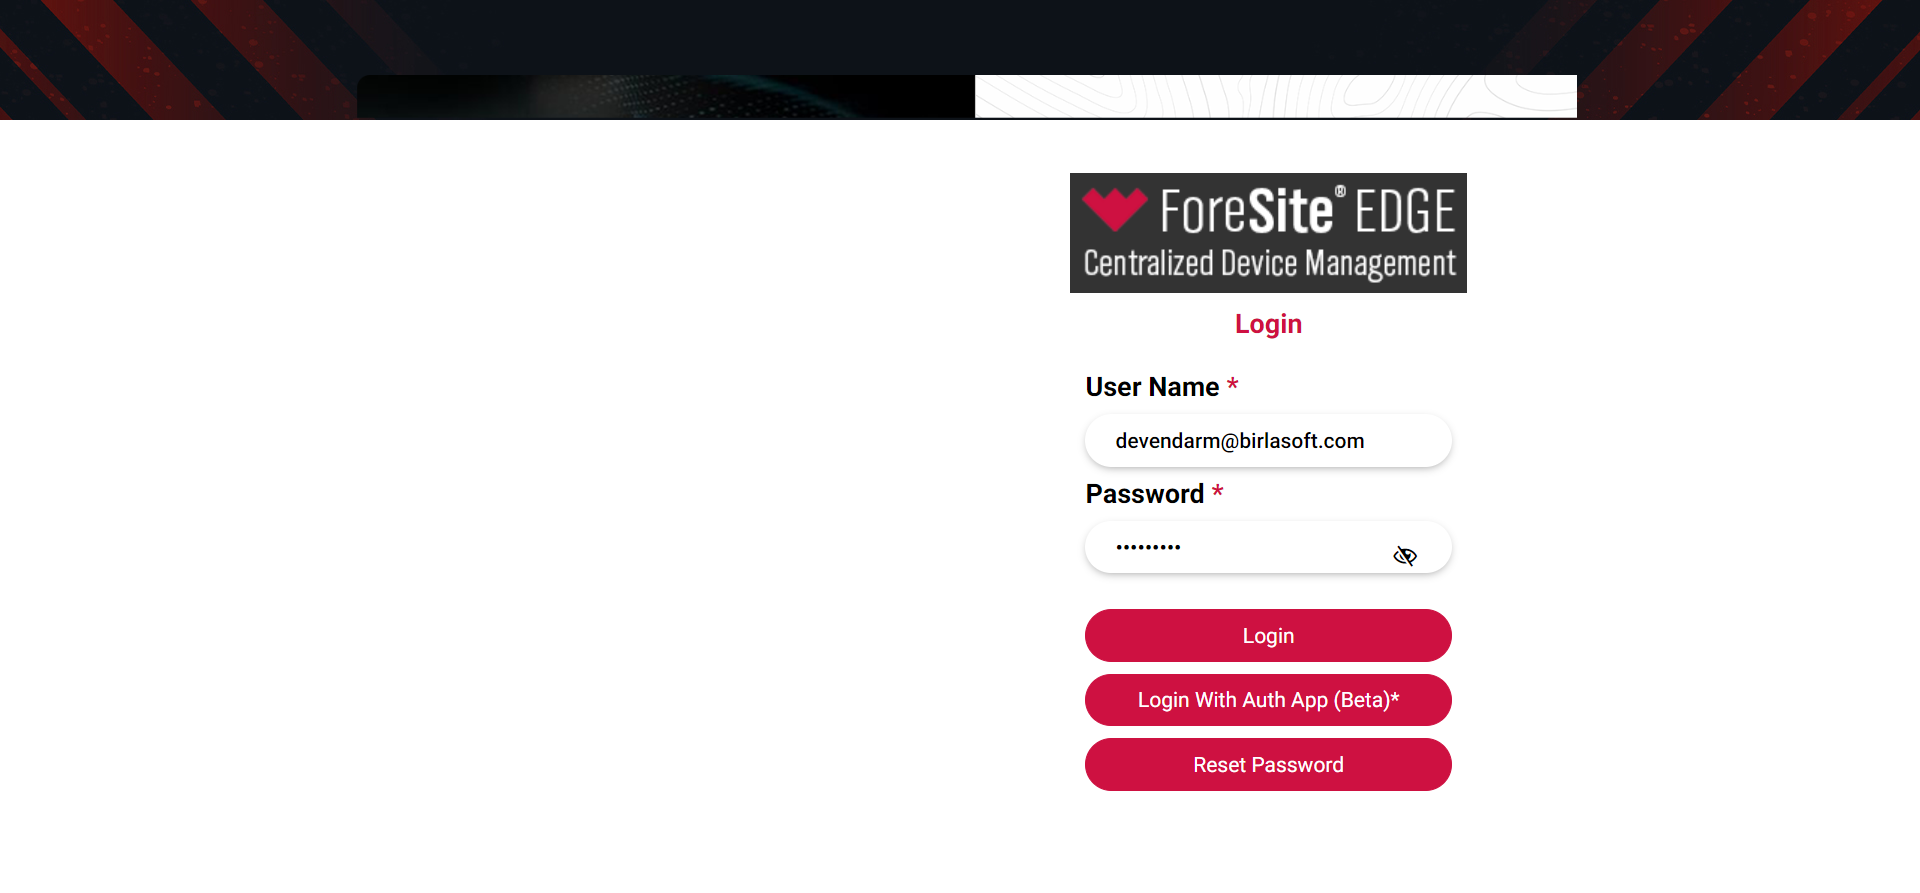 ForeSite® EDGE
Centralized Device Management
Login
User Name *
devendarm@birlasoft.com
Password *
•••••••••
Login
Login With Auth App (Beta)*
Reset Password